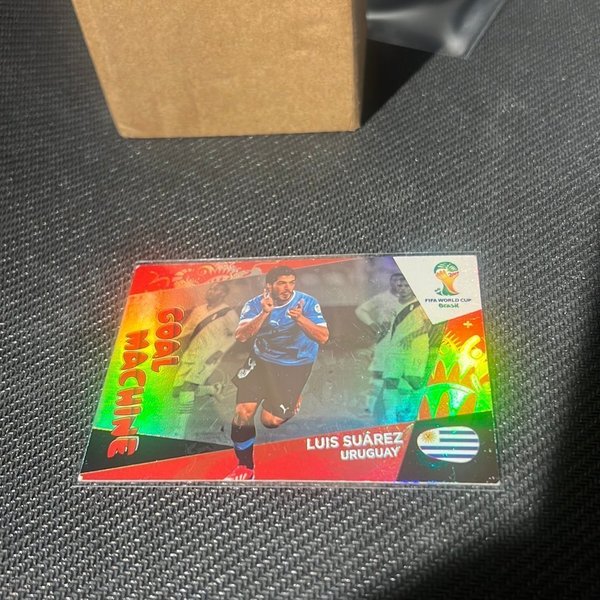 GOAL
MACHINE
FIFA WORLD CUP
Brasil
LUIS SUÁREZ
URUGUAY